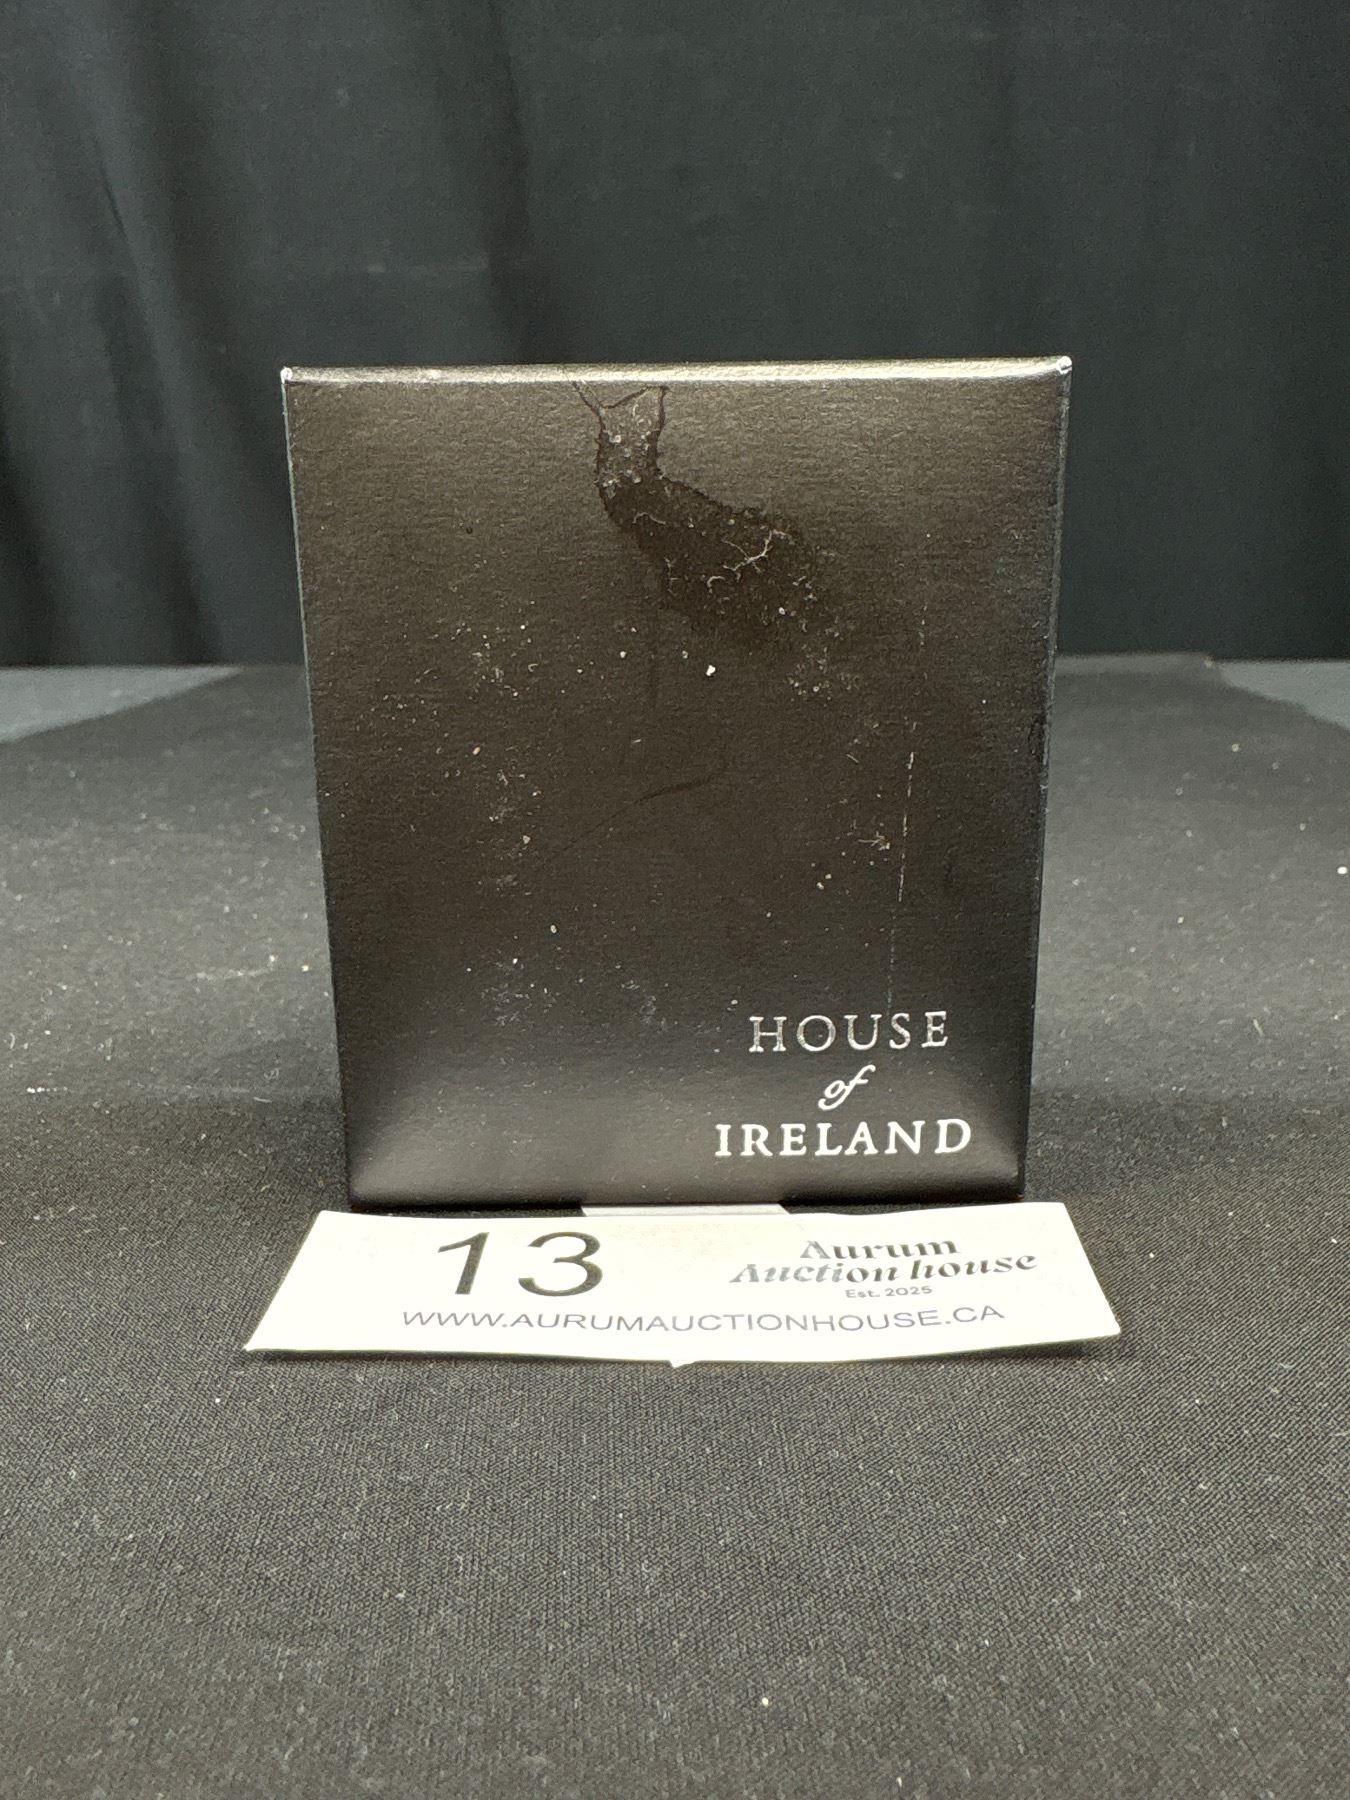 HOUSE
of
IRELAND
13
Aurum
Auction house
Est. 2025
WWW.AURUMAUCTIONHOUSE.CA